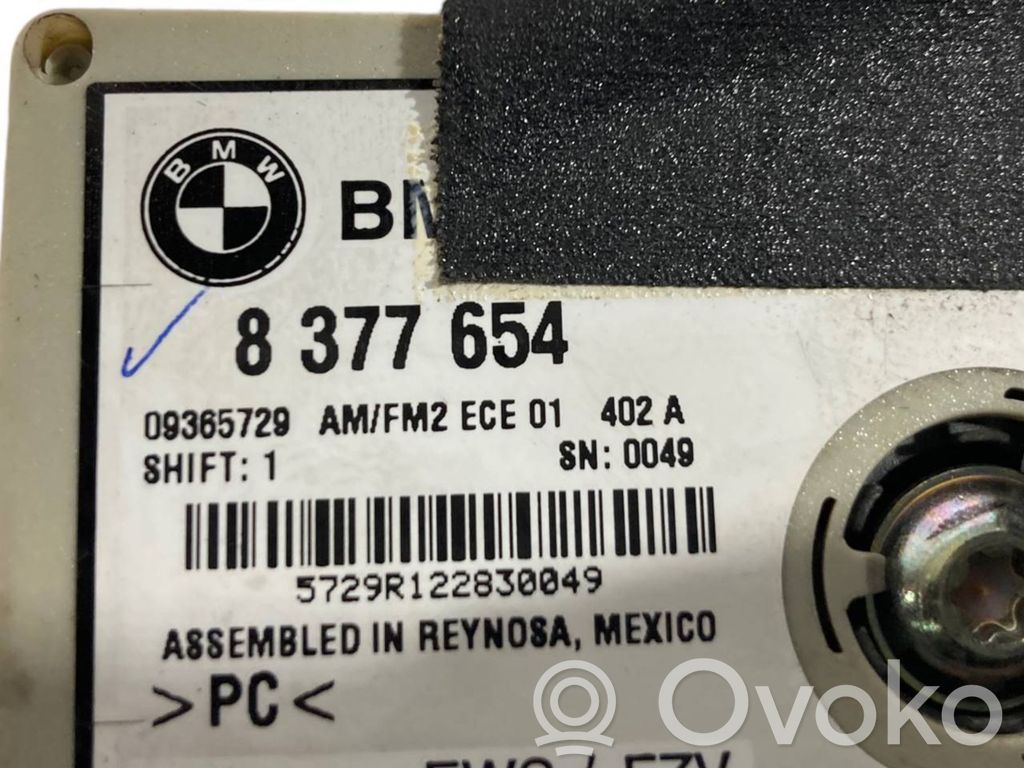 BMW
BM
8 377 654
09365729 AM/FM2 ECE 01 402 A
SHIFT: 1 SN: 0049
5729R122830049
ASSEMBLED IN REYNOSA, MEXICO
>PC<
Ovoko